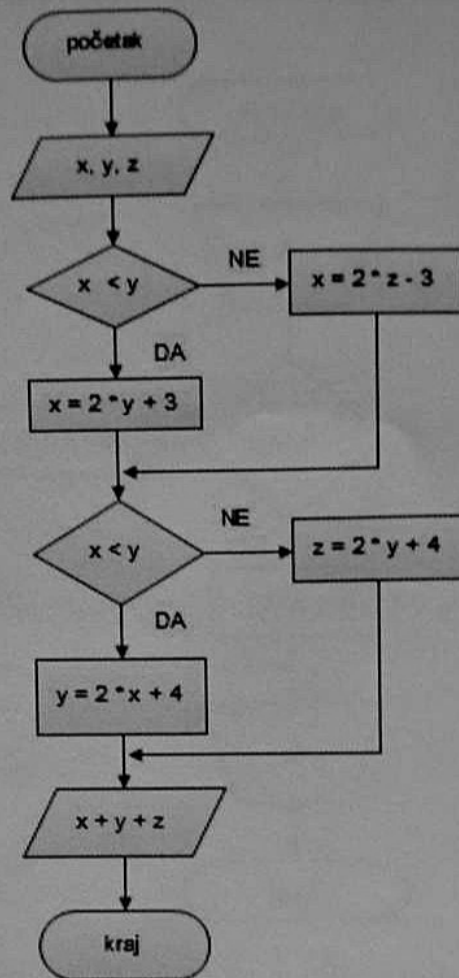 početak
x, y, z
x < y
NE
x = 2 * z - 3
DA
x = 2 * y + 3
x < y
NE
z = 2 * y + 4
DA
y = 2 * x + 4
x + y + z
kraj